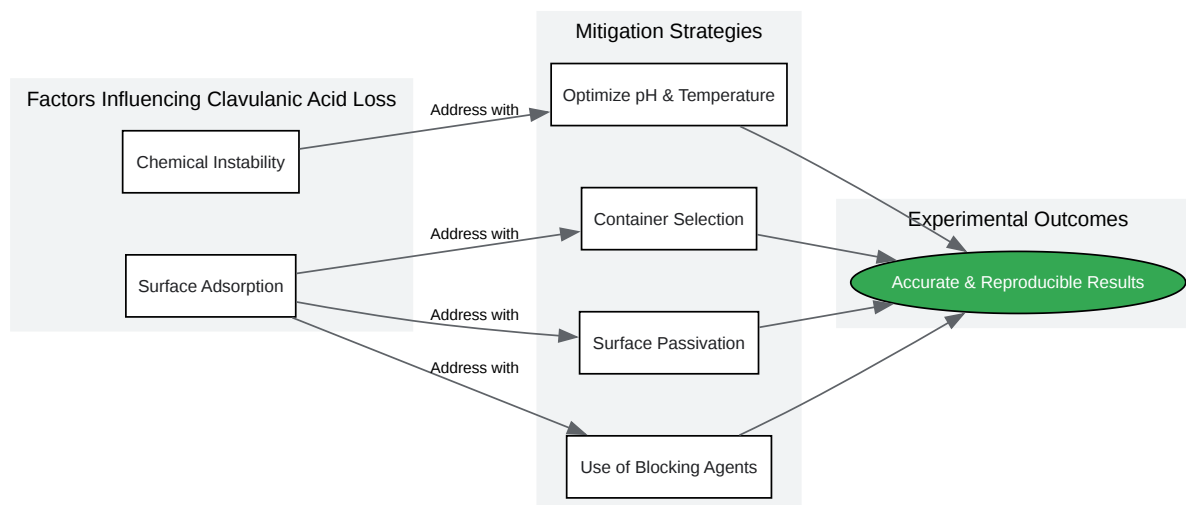 Factors Influencing Clavulanic Acid Loss
Chemical Instability
Surface Adsorption
Address with
Address with
Address with
Address with
Mitigation Strategies
Optimize pH & Temperature
Container Selection
Surface Passivation
Use of Blocking Agents
Experimental Outcomes
Accurate & Reproducible Results